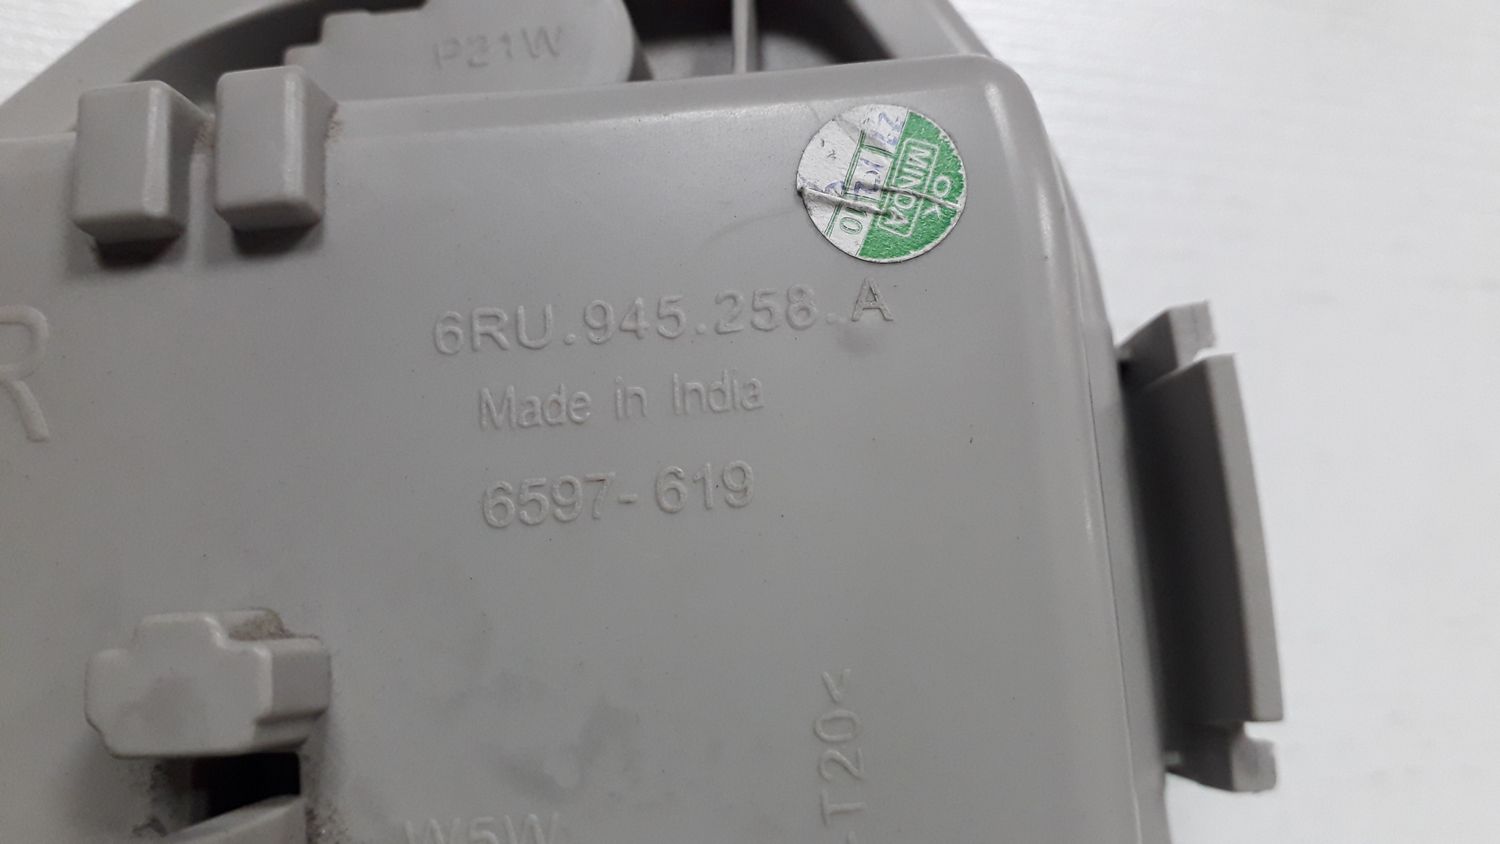 P21W
OK
MINDA
6RU.945.258.A
Made in India
6597-619
R
-T20<
W5W